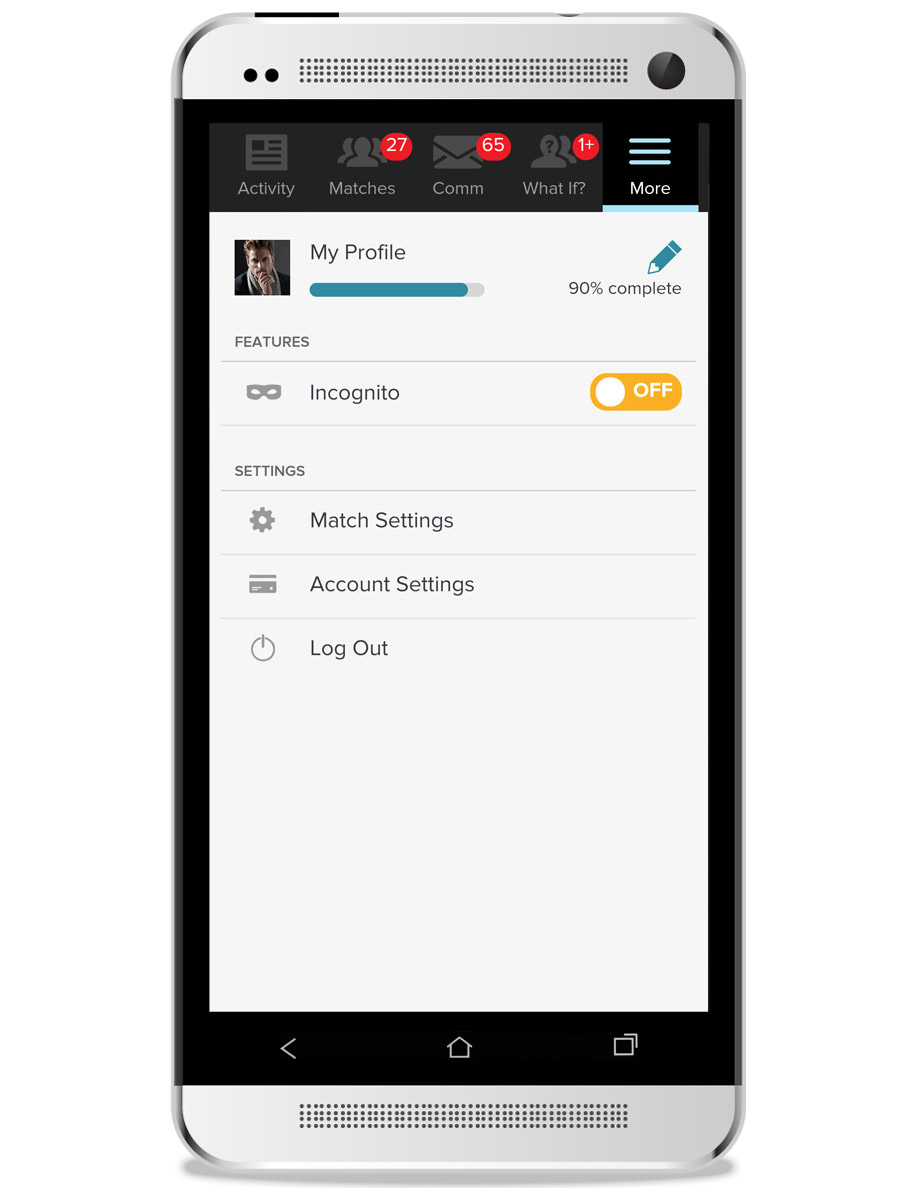 27 65 1+
Activity Matches Comm What If? More
My Profile
90% complete
FEATURES
Incognito OFF
SETTINGS
Match Settings
Account Settings
Log Out